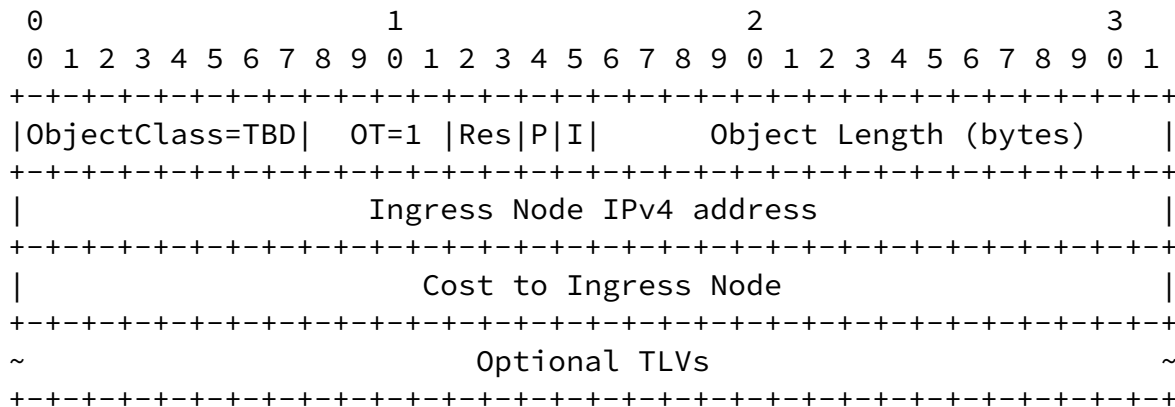 0                   1                   2                   3
0 1 2 3 4 5 6 7 8 9 0 1 2 3 4 5 6 7 8 9 0 1 2 3 4 5 6 7 8 9 0 1
+-+-+-+-+-+-+-+-+-+-+-+-+-+-+-+-+-+-+-+-+-+-+-+-+-+-+-+-+-+-+-+-+
|ObjectClass=TBD|  OT=1 |Res|P|I|      Object Length (bytes)    |
+-+-+-+-+-+-+-+-+-+-+-+-+-+-+-+-+-+-+-+-+-+-+-+-+-+-+-+-+-+-+-+-+
|                   Ingress Node IPv4 address                   |
+-+-+-+-+-+-+-+-+-+-+-+-+-+-+-+-+-+-+-+-+-+-+-+-+-+-+-+-+-+-+-+-+
|                      Cost to Ingress Node                     |
+-+-+-+-+-+-+-+-+-+-+-+-+-+-+-+-+-+-+-+-+-+-+-+-+-+-+-+-+-+-+-+-+
~                         Optional TLVs                         ~
+-+-+-+-+-+-+-+-+-+-+-+-+-+-+-+-+-+-+-+-+-+-+-+-+-+-+-+-+-+-+-+-+